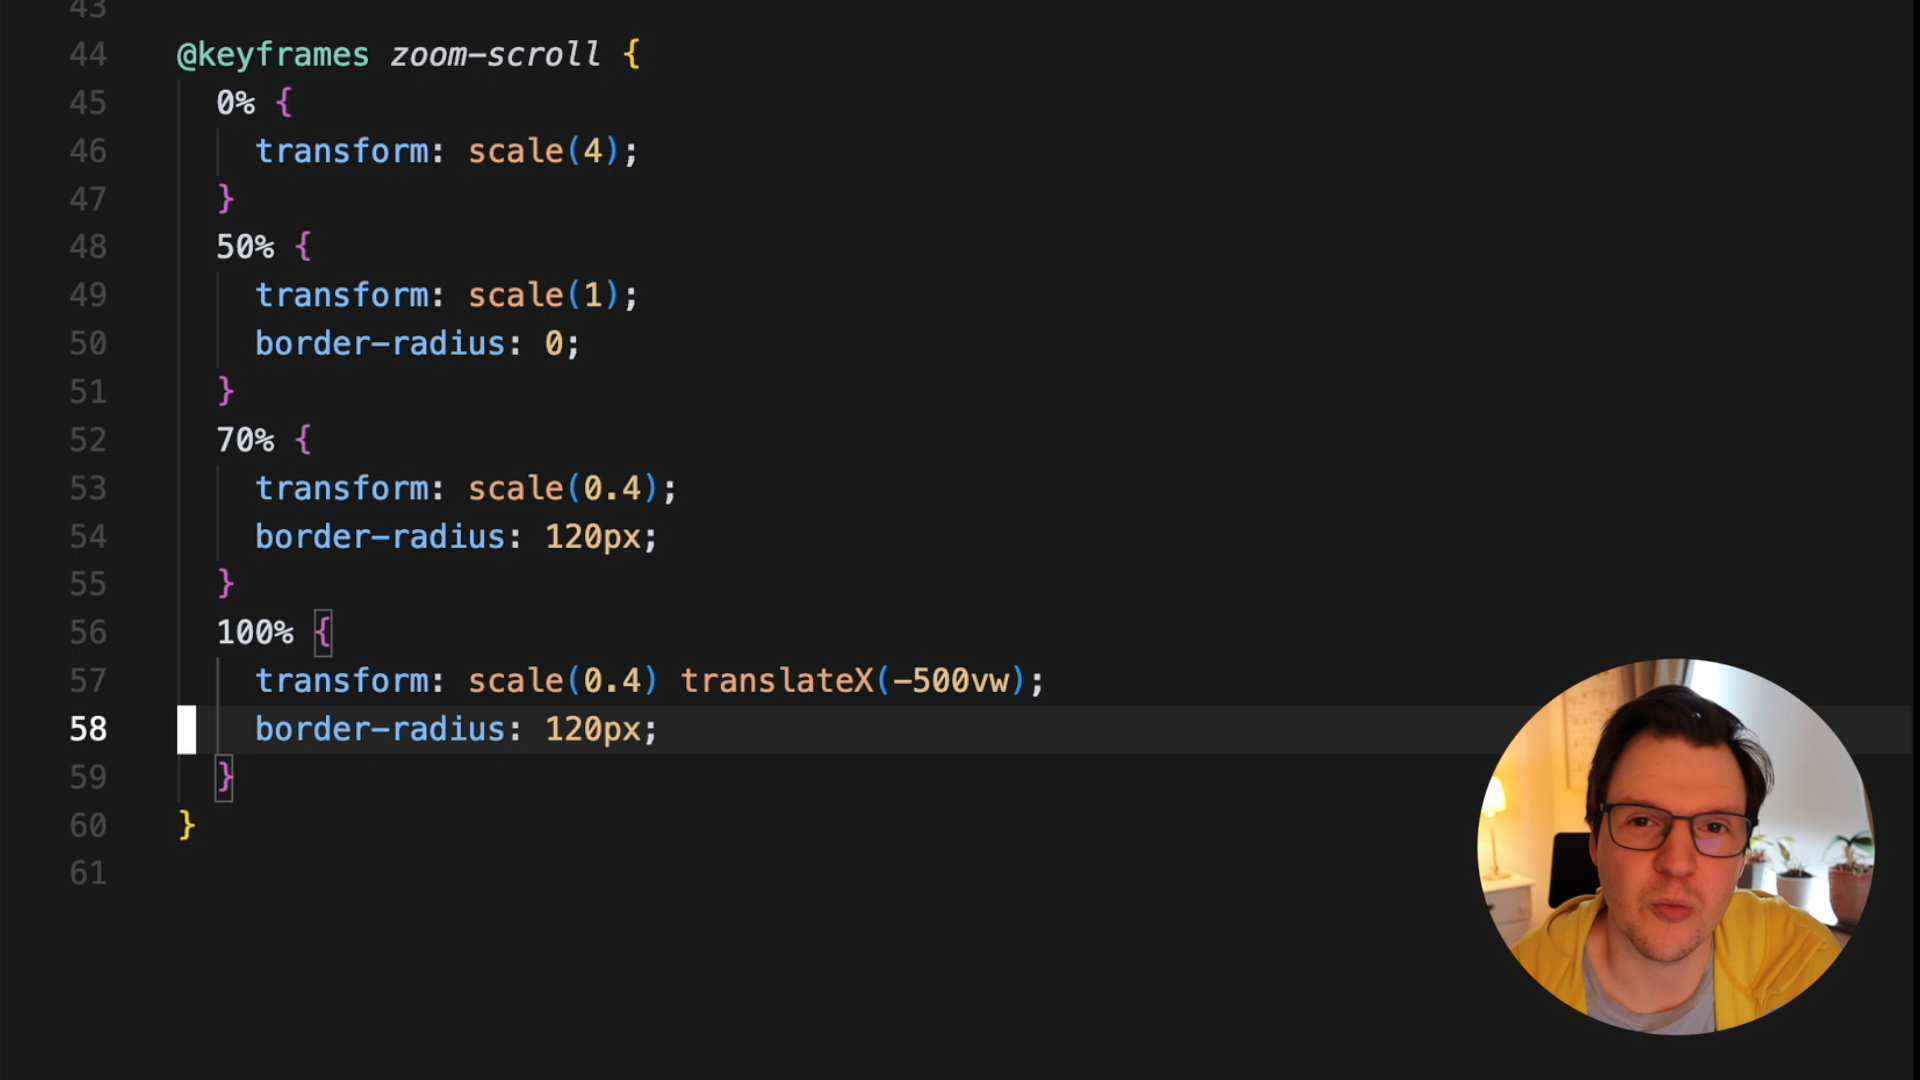 43
44 @keyframes zoom-scroll {
45 0% {
46 transform: scale(4);
47 }
48 50% {
49 transform: scale(1);
50 border-radius: 0;
51 }
52 70% {
53 transform: scale(0.4);
54 border-radius: 120px;
55 }
56 100% {
57 transform: scale(0.4) translateX(-500vw);
58 border-radius: 120px;
59 }
60 }
61